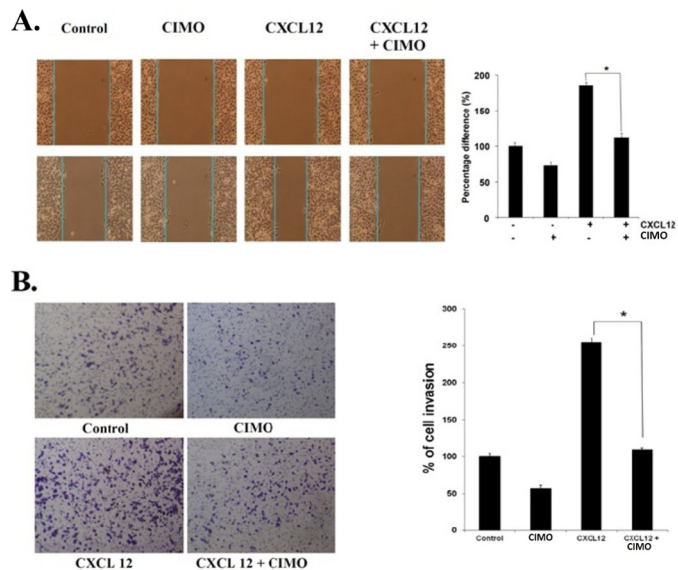 A.
Control CIMO CXCL12 CXCL12
+ CIMO
Percentage difference (%)
200
150
100
50
0
- - + + CXCL12
- + - + CIMO
*
B.
Control CIMO
CXCL 12 CXCL 12 + CIMO
% of cell invasion
300
250
200
150
100
50
0
*
Control CIMO CXCL12 CXCL12 +
CIMO